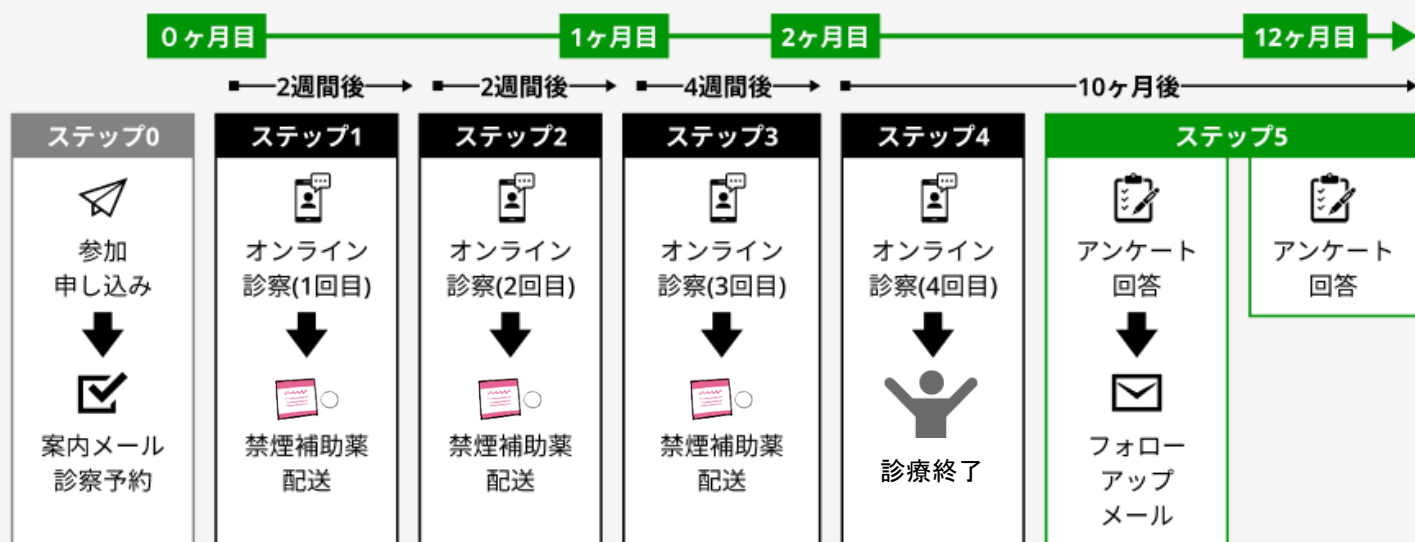 ０ヶ月目
1ヶ月目
2ヶ月目
12ヶ月目
2週間後
2週間後
4週間後
10ヶ月後
ステップ0
参加
申し込み
案内メール
診察予約
ステップ1
オンライン
診察(1回目)
禁煙補助薬
配送
ステップ2
オンライン
診察(2回目)
禁煙補助薬
配送
ステップ3
オンライン
診察(3回目)
禁煙補助薬
配送
ステップ4
オンライン
診察(4回目)
診療終了
ステップ5
アンケート
回答
フォロー
アップ
メール
アンケート
回答